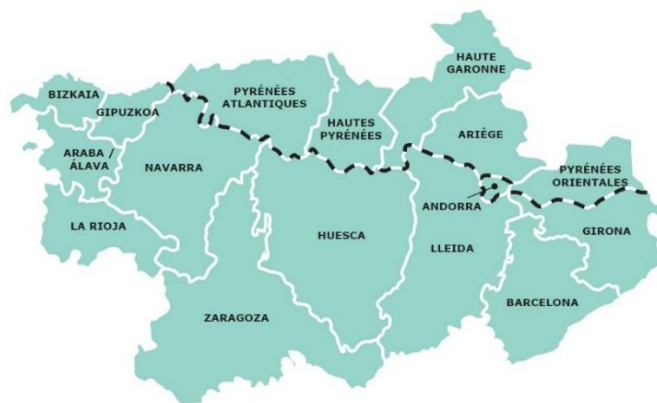 HAUTE
GARONNE
BIZKAIA
GIPUZKOA
PYRÉNÉES
ATLANTIQUES
HAUTES
PYRÉNÉES
ARIÈGE
ARABA /
ÁLAVA
NAVARRA
PYRÉNÉES
ORIENTALES
ANDORRA
LA RIOJA
HUESCA
LLEIDA
GIRONA
ZARAGOZA
BARCELONA